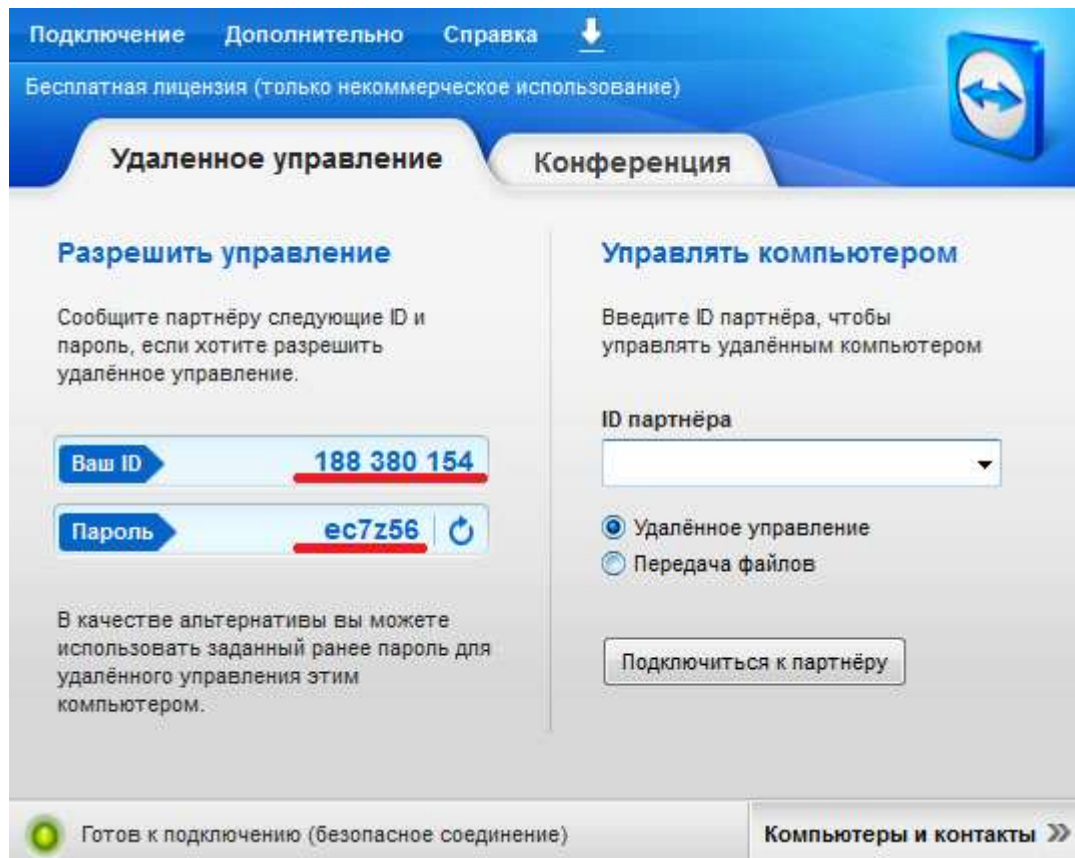 Подключение Дополнительно Справка
Бесплатная лицензия (только некоммерческое использование)
Удаленное управление Конференция
Разрешить управление
Сообщите партнёру следующие ID и
пароль, если хотите разрешить
удалённое управление.
Ваш ID 188 380 154
Пароль ec7z56
В качестве альтернативы вы можете
использовать заданный ранее пароль для
удалённого управления этим
компьютером.
Управлять компьютером
Введите ID партнёра, чтобы
управлять удалённым компьютером
ID партнёра
Удалённое управление
Передача файлов
Подключиться к партнёру
Готов к подключению (безопасное соединение)
Компьютеры и контакты »